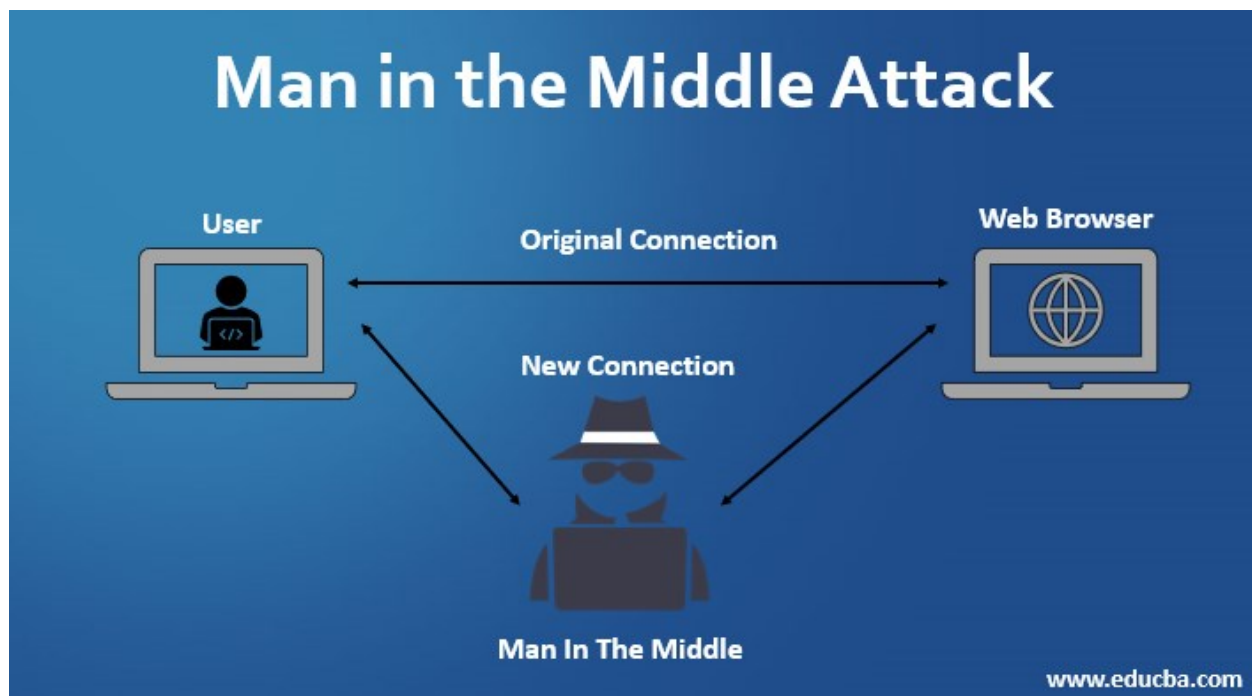 Man in the Middle Attack
User
Original Connection
Web Browser
</>
New Connection
Man In The Middle
www.educba.com